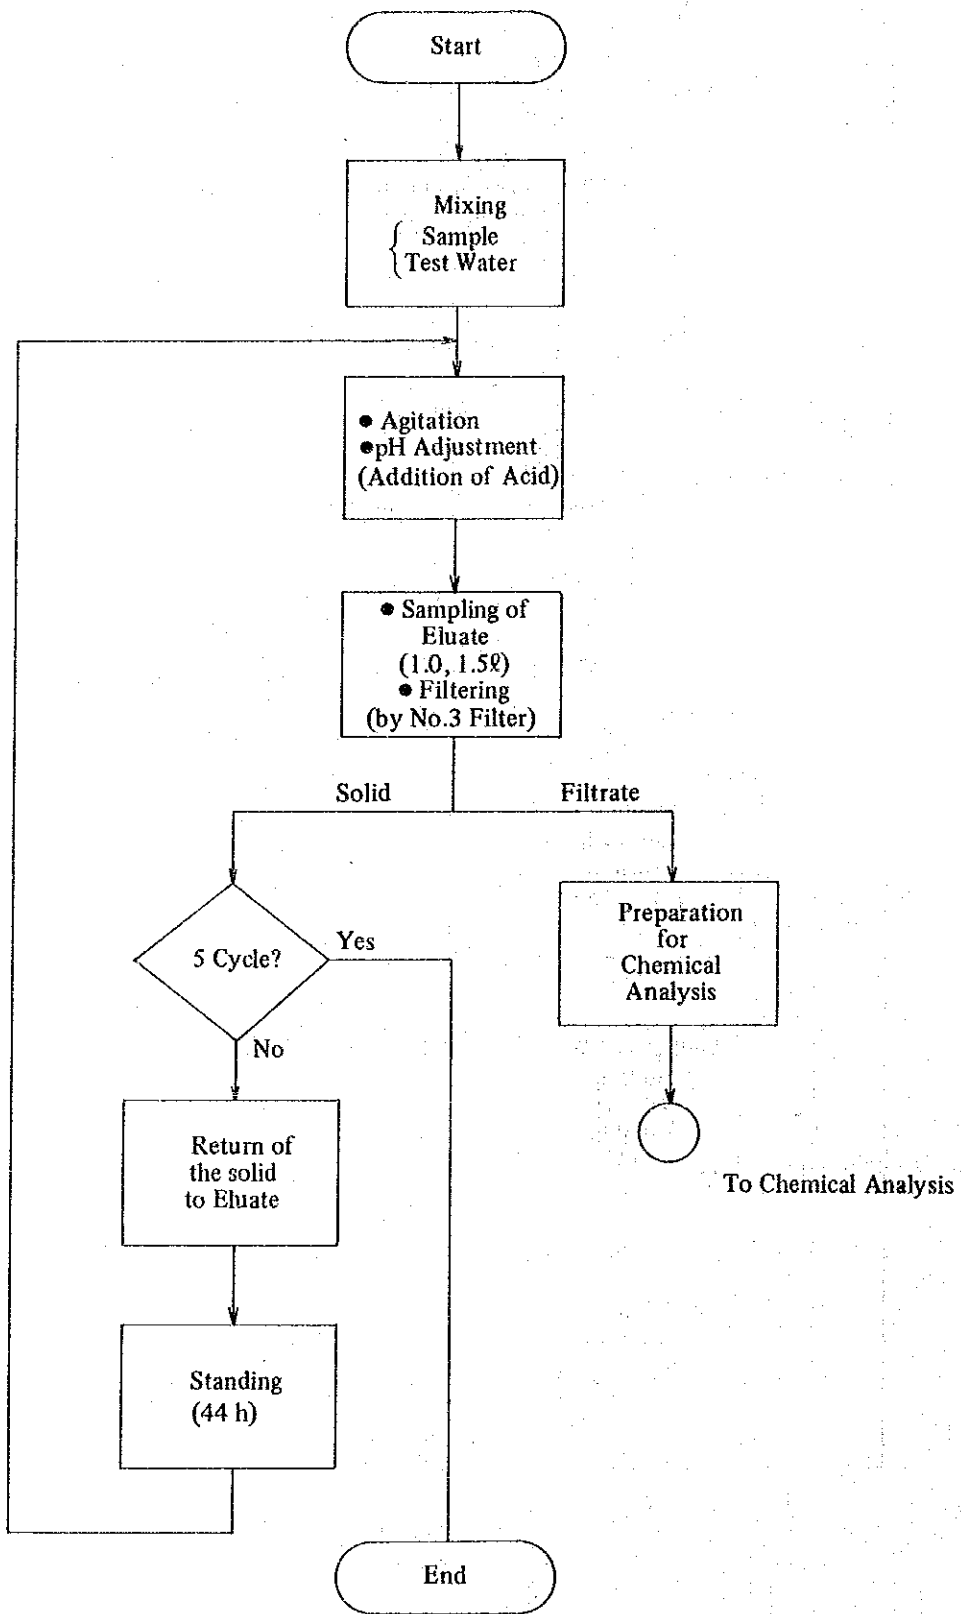 Start
Mixing
Sample
Test Water
● Agitation
●pH Adjustment
(Addition of Acid)
● Sampling of
Eluate
(1.0, 1.5ℓ)
● Filtering
(by No.3 Filter)
Solid
Filtrate
5 Cycle?
Yes
No
Preparation
for
Chemical
Analysis
Return of
the solid
to Eluate
To Chemical Analysis
Standing
(44 h)
End